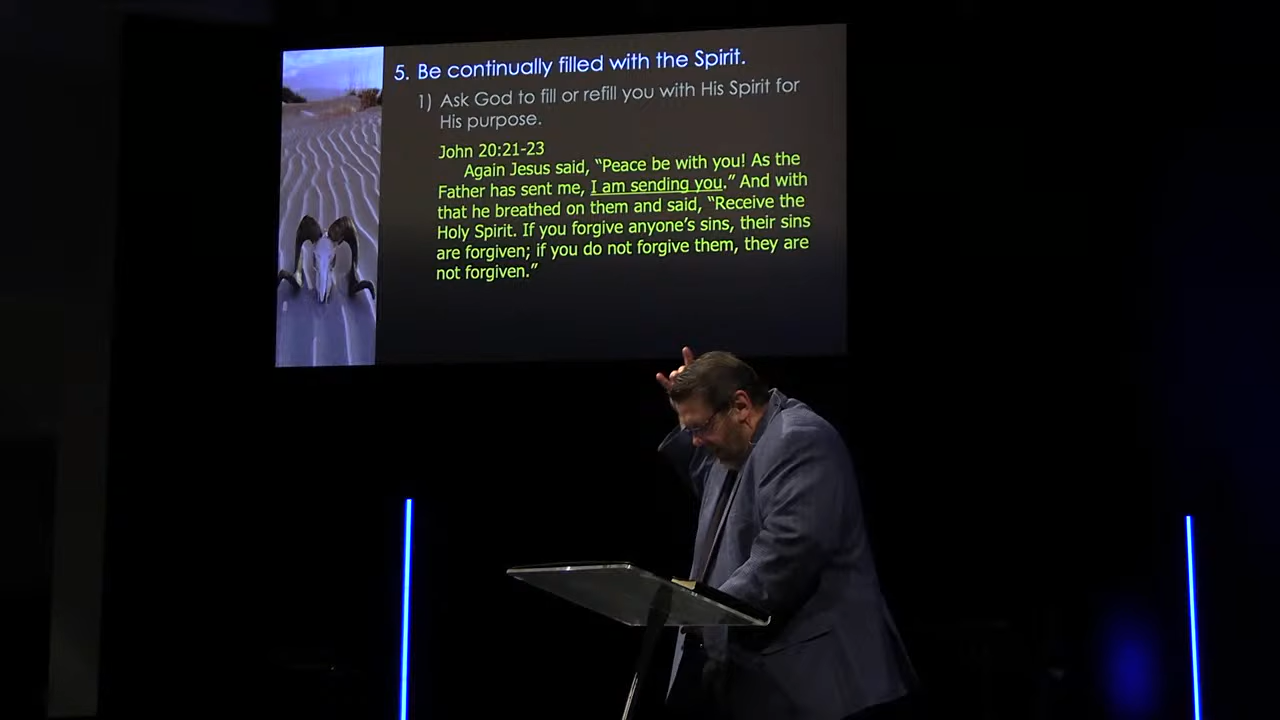 5. Be continually filled with the Spirit.
1) Ask God to fill or refill you with His Spirit for
His purpose.
John 20:21-23
Again Jesus said, “Peace be with you! As the
Father has sent me, I am sending you.” And with
that he breathed on them and said, “Receive the
Holy Spirit. If you forgive anyone’s sins, their sins
are forgiven; if you do not forgive them, they are
not forgiven.”